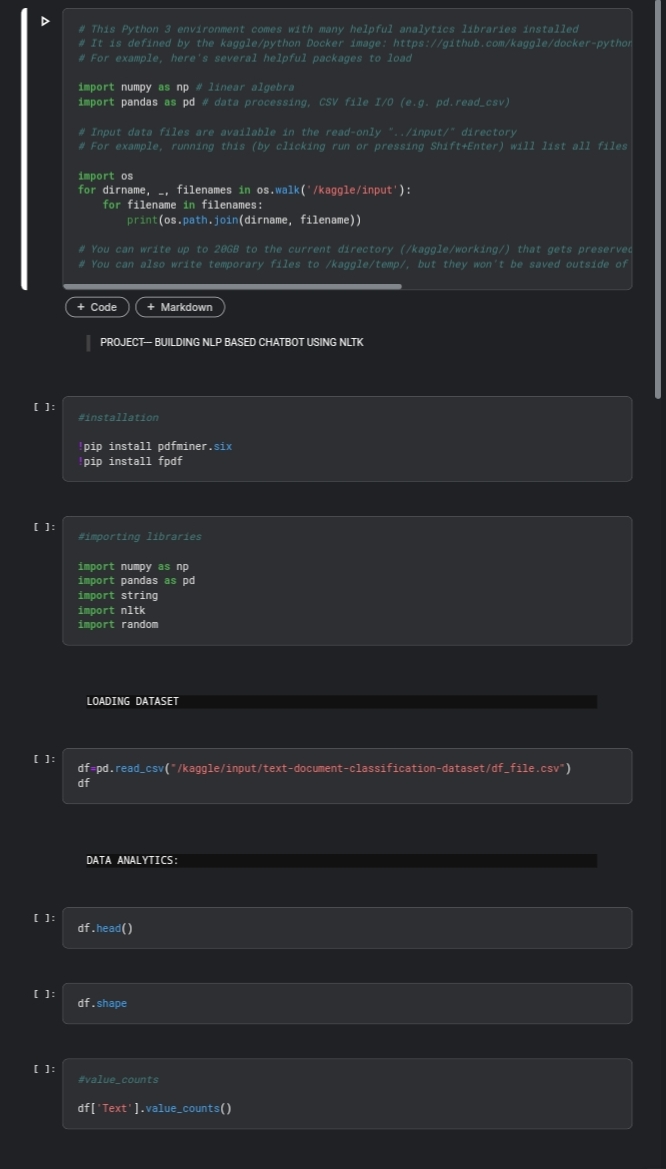 # This Python 3 environment comes with many helpful analytics libraries installed
# It is defined by the kaggle/python Docker image: https://github.com/kaggle/docker-python
# For example, here's several helpful packages to load
import numpy as np # linear algebra
import pandas as pd # data processing, CSV file I/O (e.g. pd.read_csv)
# Input data files are available in the read-only "../input/" directory
# For example, running this (by clicking run or pressing Shift+Enter) will list all files
import os
for dirname, _, filenames in os.walk('/kaggle/input'):
    for filename in filenames:
        print(os.path.join(dirname, filename))
# You can write up to 20GB to the current directory (/kaggle/working/) that gets preserved
# You can also write temporary files to /kaggle/temp/, but they won't be saved outside of
+ Code + Markdown
PROJECT— BUILDING NLP BASED CHATBOT USING NLTK
[ ]:
#installation
!pip install pdfminer.six
!pip install fpdf
[ ]:
#importing libraries
import numpy as np
import pandas as pd
import string
import nltk
import random
LOADING DATASET
[ ]:
df=pd.read_csv("/kaggle/input/text-document-classification-dataset/df_file.csv")
df
DATA ANALYTICS:
[ ]:
df.head()
[ ]:
df.shape
[ ]:
#value_counts
df['Text'].value_counts()